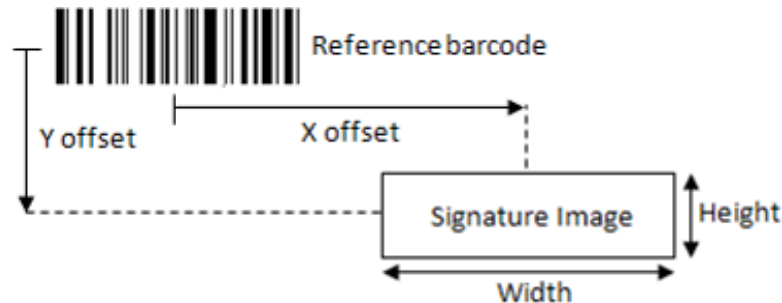 Reference barcode
Y offset
X offset
Signature Image
Height
Width